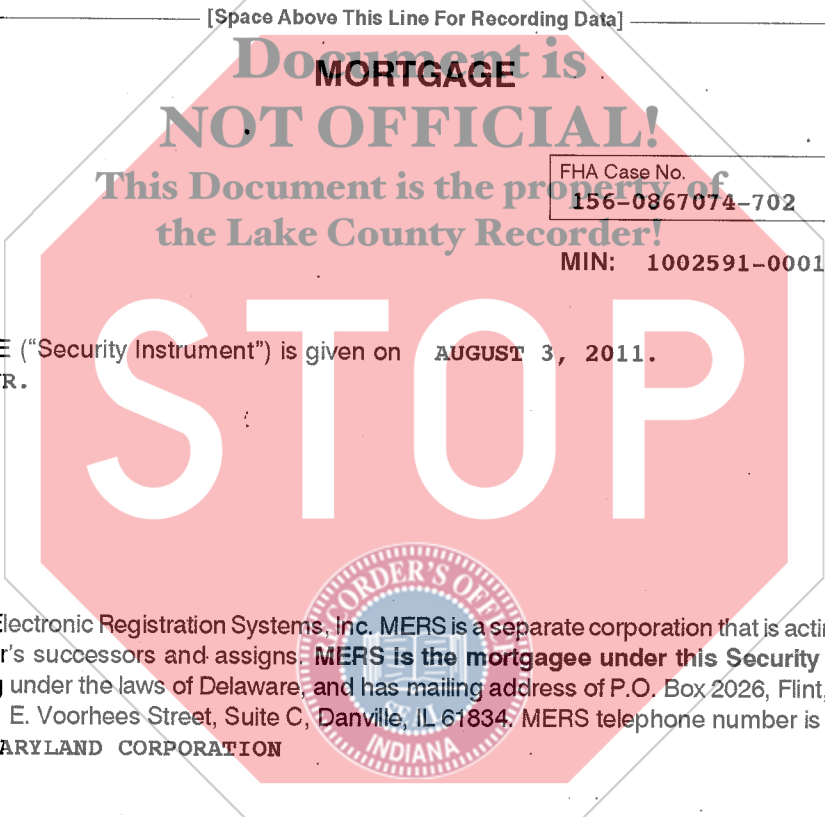 [Space Above This Line For Recording Data]
Document is
MORTGAGE
NOT OFFICIAL!
FHA Case No.
This Document is the property of
156-0867074-702
the Lake County Recorder!
MIN: 1002591-0001
STOP
E (“Security Instrument”) is given on AUGUST 3, 2011.
R.
RECORDER'S OFFICE
Electronic Registration Systems, Inc. MERS is a separate corporation that is acti
r's successors and assigns. MERS is the mortgagee under this Security
under the laws of Delaware, and has mailing address of P.O. Box 2026, Flint,
E. Voorhees Street, Suite C, Danville, IL 61834. MERS telephone number is
SEAL
ARYLAND CORPORATION
INDIANA